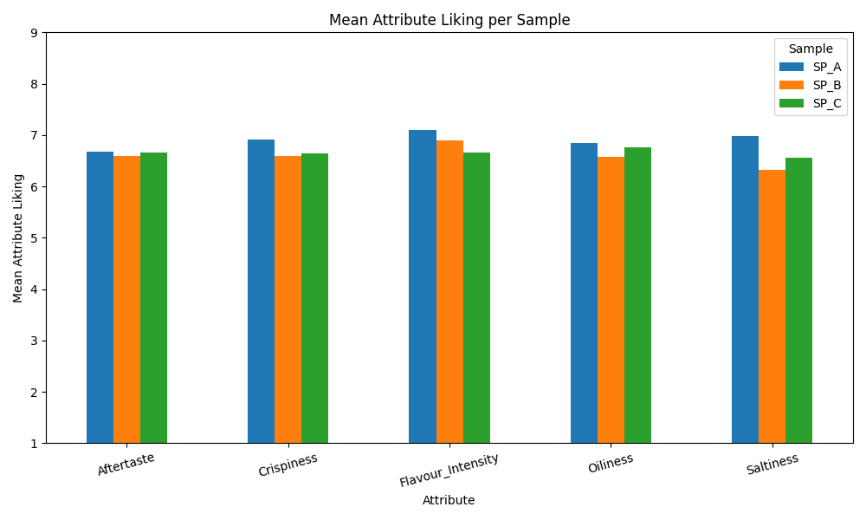 Mean Attribute Liking per Sample
9
8
7
6
5
4
3
2
1
Mean Attribute Liking
Sample
SP_A
SP_B
SP_C
Aftertaste
Crispiness
Flavour_Intensity
Oiliness
Saltiness
Attribute